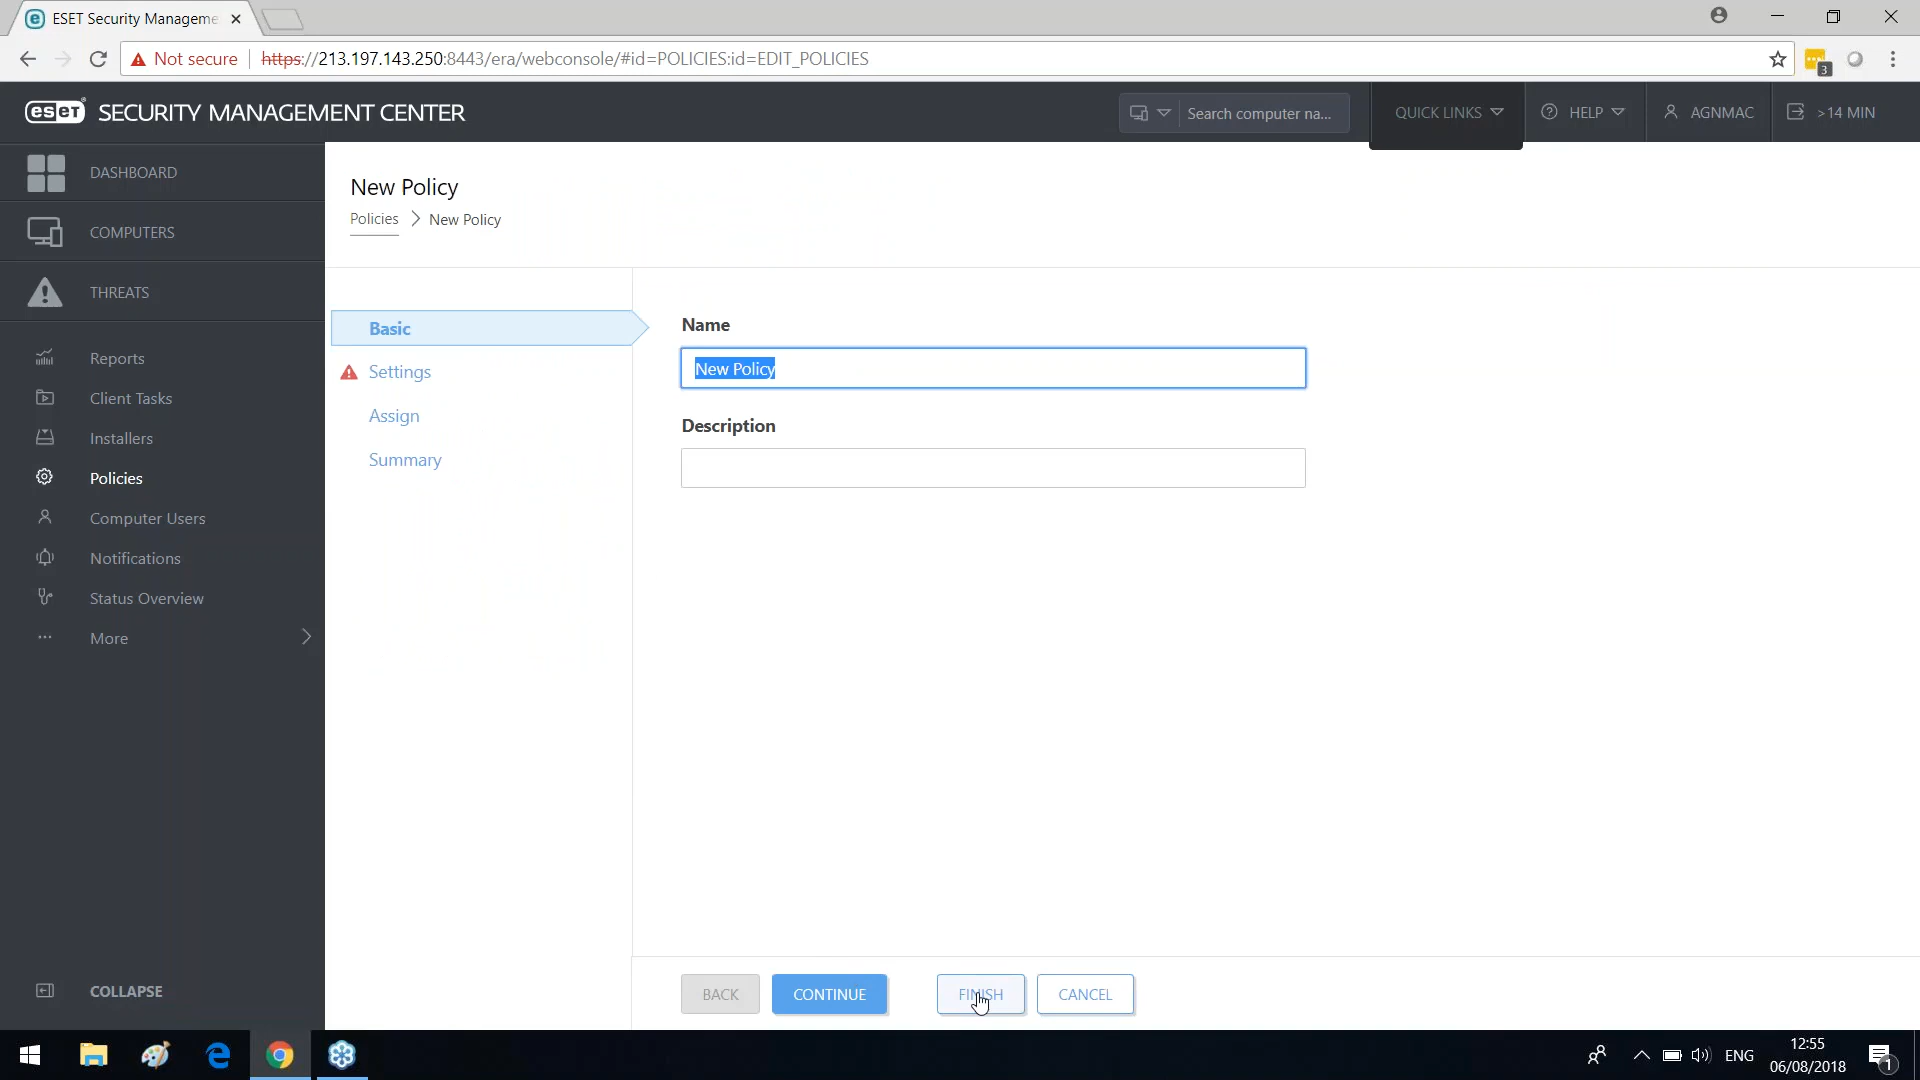 ESET Security Manageme
Not secure
https://213.197.143.250:8443/era/webconsole/#id=POLICIES:id=EDIT_POLICIES
3
eseT SECURITY MANAGEMENT CENTER
Search computer na...
QUICK LINKS
HELP
AGNMAC
>14 MIN
DASHBOARD
COMPUTERS
THREATS
Reports
Client Tasks
Installers
Policies
Computer Users
Notifications
Status Overview
More
COLLAPSE
New Policy
Policies > New Policy
Basic
Settings
Assign
Summary
Name
New Policy
Description
BACK
CONTINUE
FINISH
CANCEL
ENG
12:55
06/08/2018
1